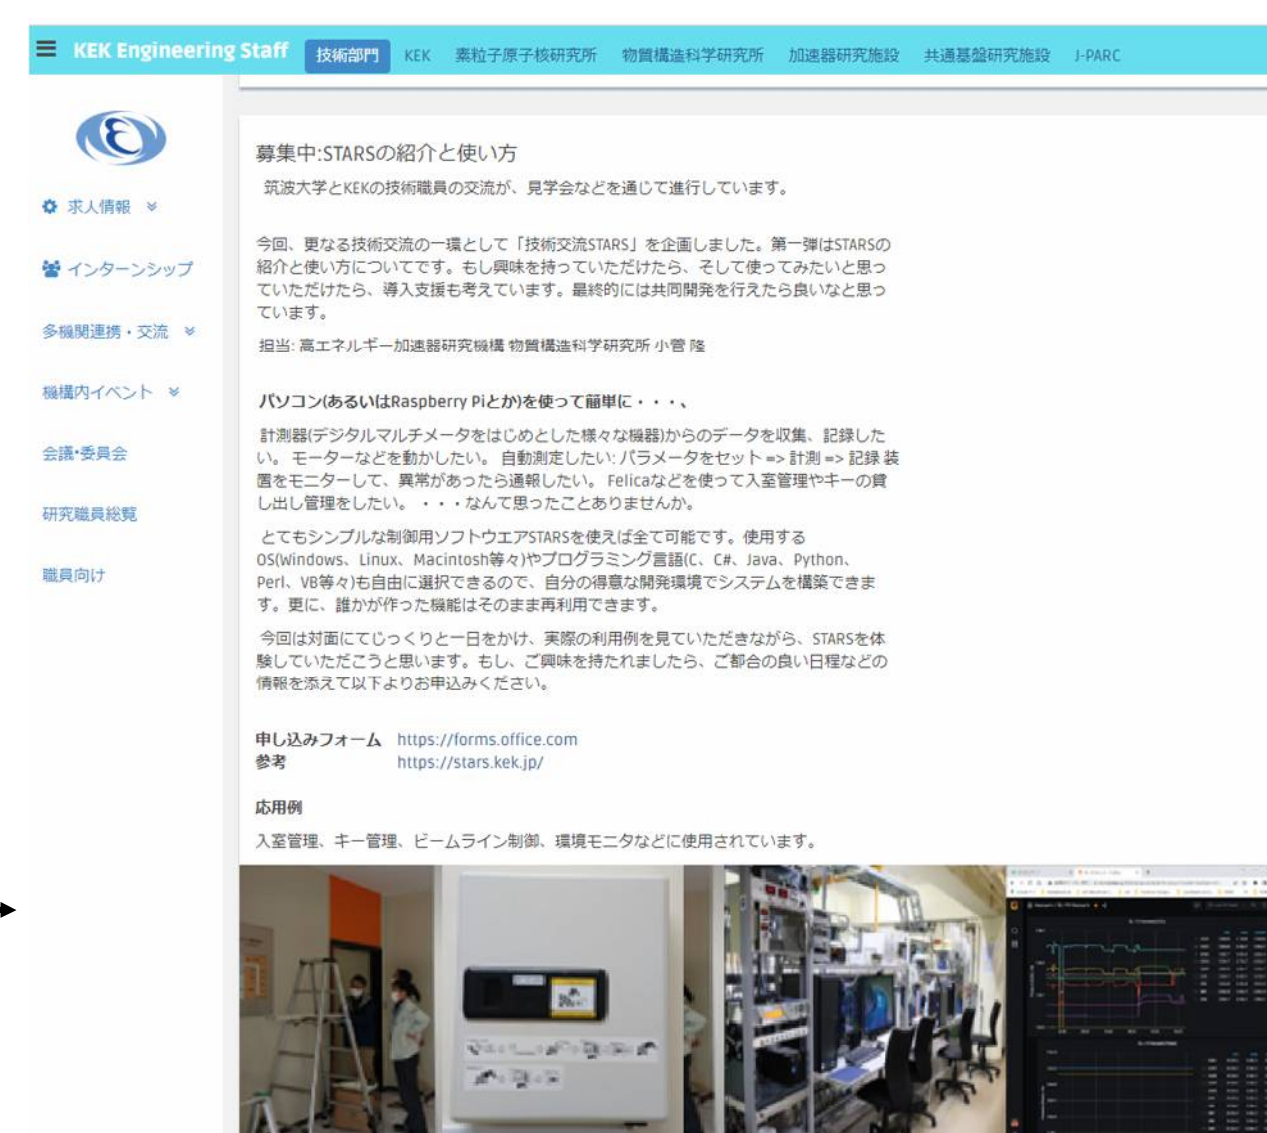 KEK Engineering Staff 技術部門 KEK 素粒子原子核研究所 物質構造科学研究所 加速器研究施設 共通基盤研究施設 J-PARC
求人情報
インターンシップ
多機関連携・交流
機構内イベント
会議・委員会
研究職員総覧
職員向け
募集中:STARSの紹介と使い方
筑波大学とKEKの技術職員の交流が、見学会などを通じて進行しています。
今回、更なる技術交流の一環として「技術交流STARS」を企画しました。第一弾はSTARSの
紹介と使い方についてです。もし興味を持っていただけたら、そして使ってみたいと思っ
ていただけたら、導入支援も考えています。最終的には共同開発を行えたら良いなと思っ
ています。
担当: 高エネルギー加速器研究機構 物質構造科学研究所 小菅 隆
パソコン(あるいはRaspberry Piとか)を使って簡単に・・・、
計測器(デジタルマルチメータをはじめとした様々な機器)からのデータを収集、記録した
い。 モーターなどを動かしたい。 自動測定したい: パラメータをセット => 計測 => 記録 装
置をモニターして、異常があったら通報したい。 Felicaなどを使って入室管理やキーの貸
し出し管理をしたい。 ・・・なんて思ったことありませんか。
とてもシンプルな制御用ソフトウエアSTARSを使えば全て可能です。使用する
OS(Windows、Linux、Macintosh等々)やプログラミング言語(C、C#、Java、Python、
Perl、VB等々)も自由に選択できるので、自分の得意な開発環境でシステムを構築できま
す。更に、誰かが作った機能はそのまま再利用できます。
今回は対面にてじっくりと一日をかけ、実際の利用例を見ていただきながら、STARSを体
験していただこうと思います。もし、ご興味を持たれましたら、ご都合の良い日程などの
情報を添えて以下よりお申込みください。
申し込みフォーム https://forms.office.com
参考 https://stars.kek.jp/
応用例
入室管理、キー管理、ビームライン制御、環境モニタなどに使用されています。